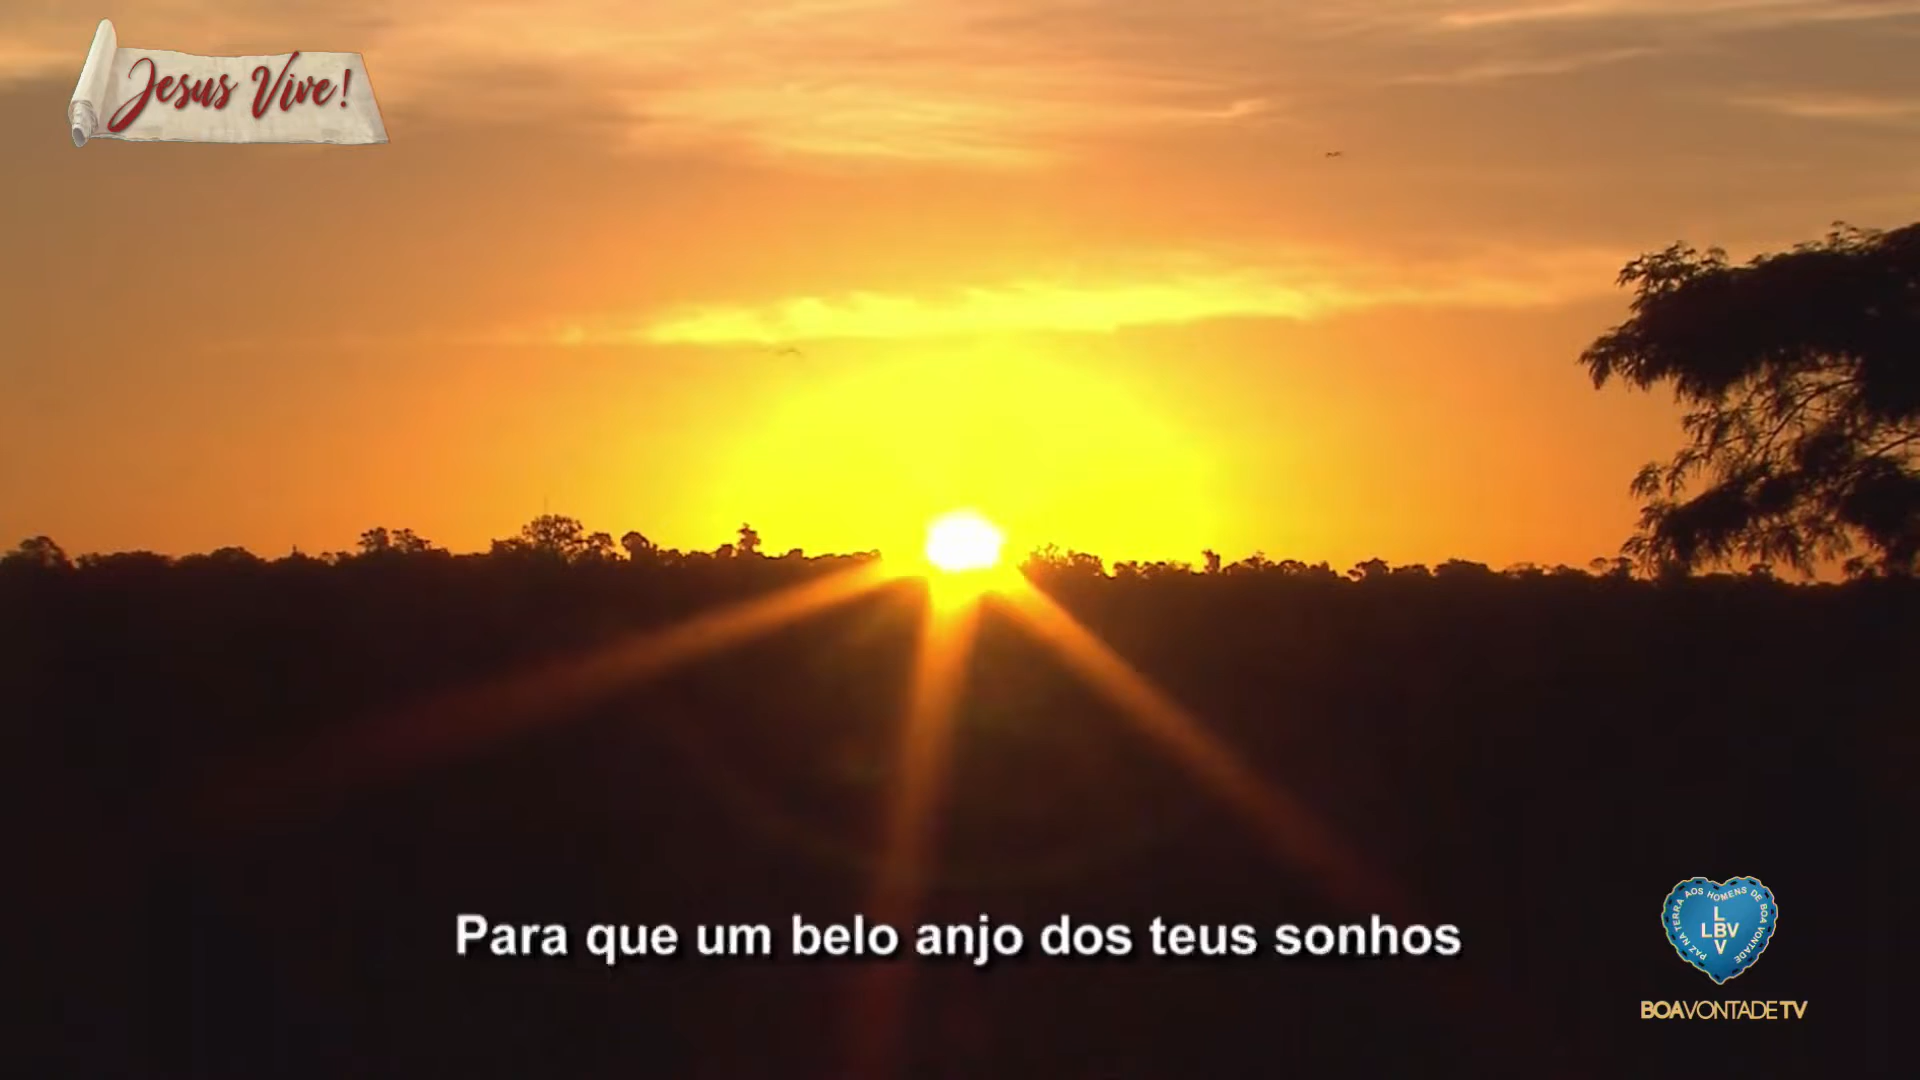 Jesus Vive!
Para que um belo anjo dos teus sonhos
PAZ NA TERRA AOS HOMENS DE BOA VONTADE
L
LBV
V
BOAVONTADETV